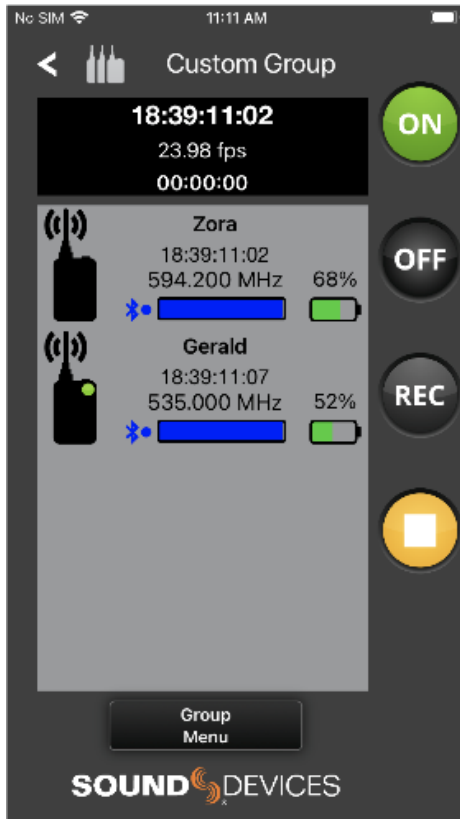 No SIM 11:11 AM
Custom Group
18:39:11:02
23.98 fps
00:00:00
ON
Zora
18:39:11:02
594.200 MHz 68%
OFF
Gerald
18:39:11:07
535.000 MHz 52%
REC
Group
Menu
SOUND DEVICES